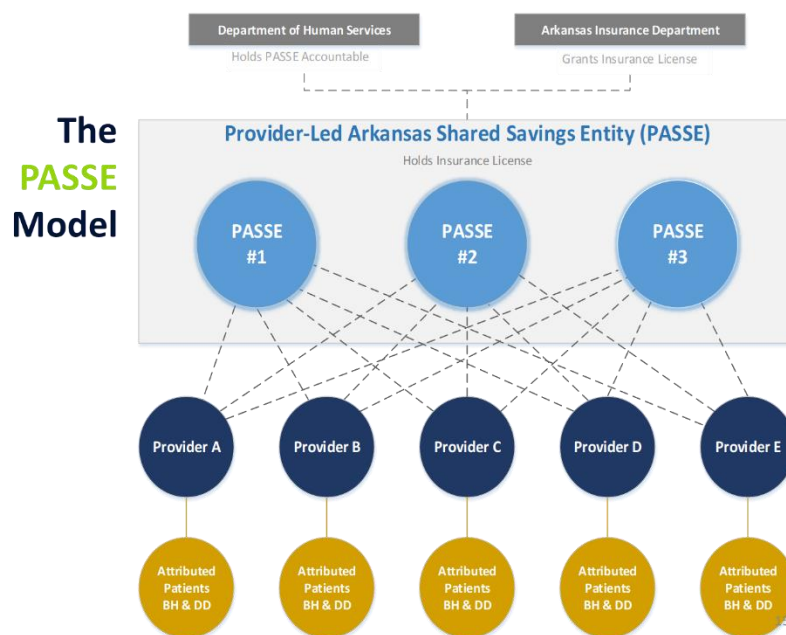 Department of Human Services
Arkansas Insurance Department
Holds PASSE Accountable
Grants Insurance License
The
PASSE
Model
Provider-Led Arkansas Shared Savings Entity (PASSE)
Holds Insurance License
PASSE
#1
PASSE
#2
PASSE
#3
Provider A
Provider B
Provider C
Provider D
Provider E
Attributed
Patients
BH & DD
Attributed
Patients
BH & DD
Attributed
Patients
BH & DD
Attributed
Patients
BH & DD
Attributed
Patients
BH & DD